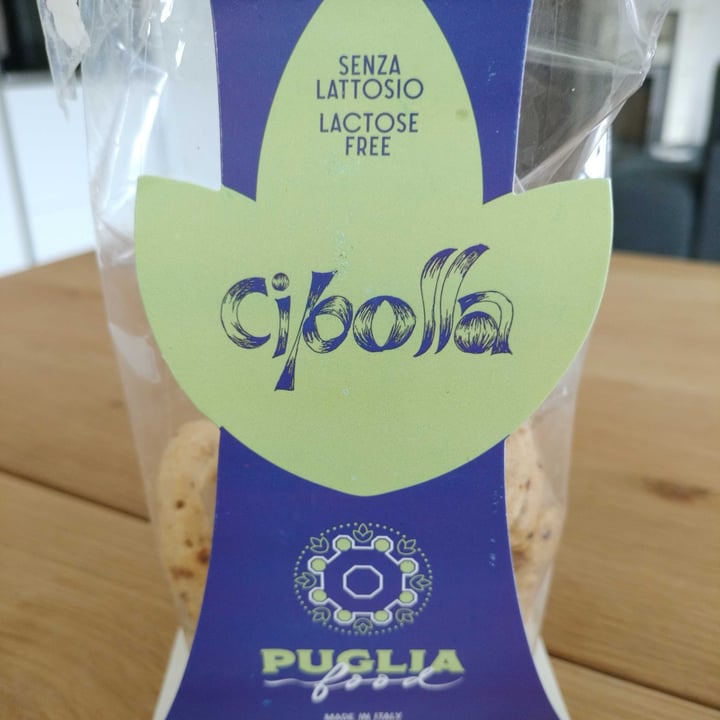 SENZA
LATTOSIO
LACTOSE
FREE
cipolla
PUGLIA
food
MADE IN ITALY